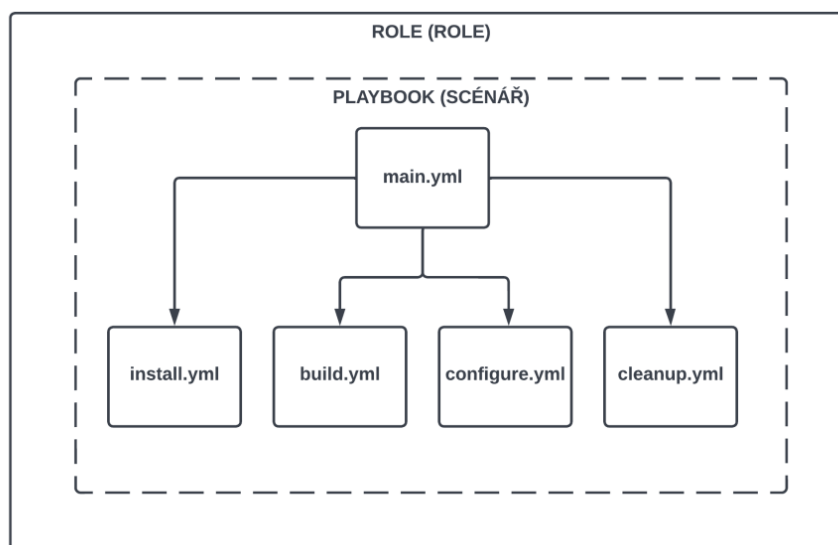 ROLE (ROLE)
PLAYBOOK (SCÉNÁŘ)
main.yml
install.yml
build.yml
configure.yml
cleanup.yml